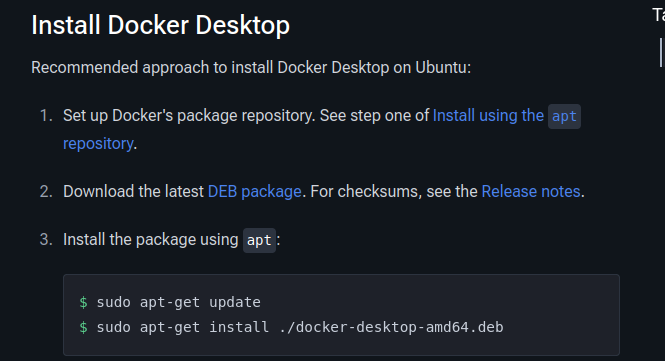 Install Docker Desktop
Recommended approach to install Docker Desktop on Ubuntu:
1. Set up Docker's package repository. See step one of Install using the apt
repository.
2. Download the latest DEB package. For checksums, see the Release notes.
3. Install the package using apt:
$ sudo apt-get update
$ sudo apt-get install ./docker-desktop-amd64.deb